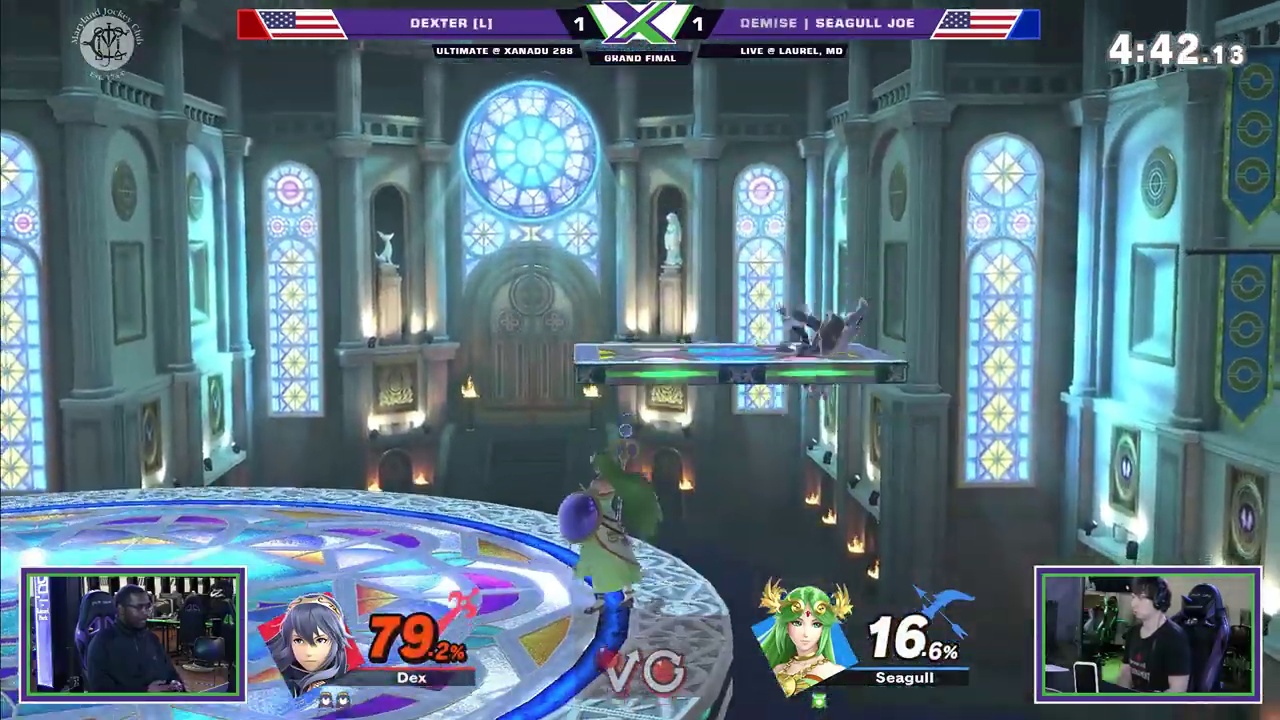 Maryland Jockey Club
DEXTER [L]
1
1
DEMISE | SEAGULL JOE
ULTIMATE @ XANADU 288
GRAND FINAL
LIVE @ LAUREL, MD
4:42.13
79.2%
Dex
VG
16.6%
Seagull